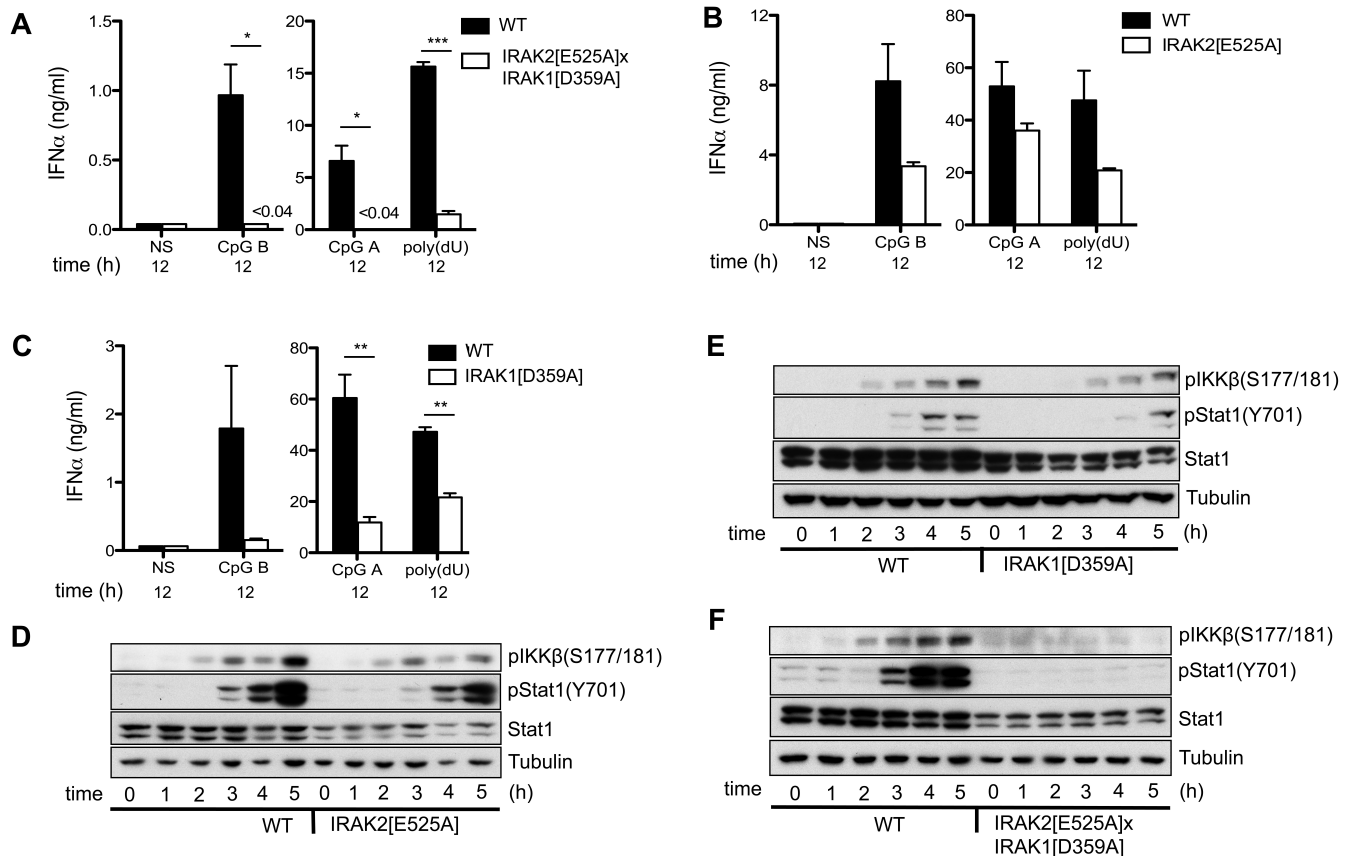 A
IFNα (ng/ml)
1.5
1.0
0.5
0.0
*
<0.04
NS
CpG B
time (h)
12
12
20
15
10
5
0
*
***
<0.04
CpG A
poly(dU)
12
12
WT
IRAK2[E525A]x
IRAK1[D359A]
B
IFNα (ng/ml)
12
8
4
0
NS
CpG B
time (h)
12
12
80
60
40
20
0
CpG A
poly(dU)
12
12
WT
IRAK2[E525A]
C
IFNα (ng/ml)
3
2
1
0
NS
CpG B
time (h)
12
12
80
60
40
20
0
**
**
CpG A
poly(dU)
12
12
WT
IRAK1[D359A]
E
pIKKβ(S177/181)
pStat1(Y701)
Stat1
Tubulin
time 0 1 2 3 4 5 0 1 2 3 4 5 (h)
WT
IRAK1[D359A]
D
pIKKβ(S177/181)
pStat1(Y701)
Stat1
Tubulin
time 0 1 2 3 4 5 0 1 2 3 4 5 (h)
WT
IRAK2[E525A]
F
pIKKβ(S177/181)
pStat1(Y701)
Stat1
Tubulin
time 0 1 2 3 4 5 0 1 2 3 4 5 (h)
WT
IRAK2[E525A]x
IRAK1[D359A]